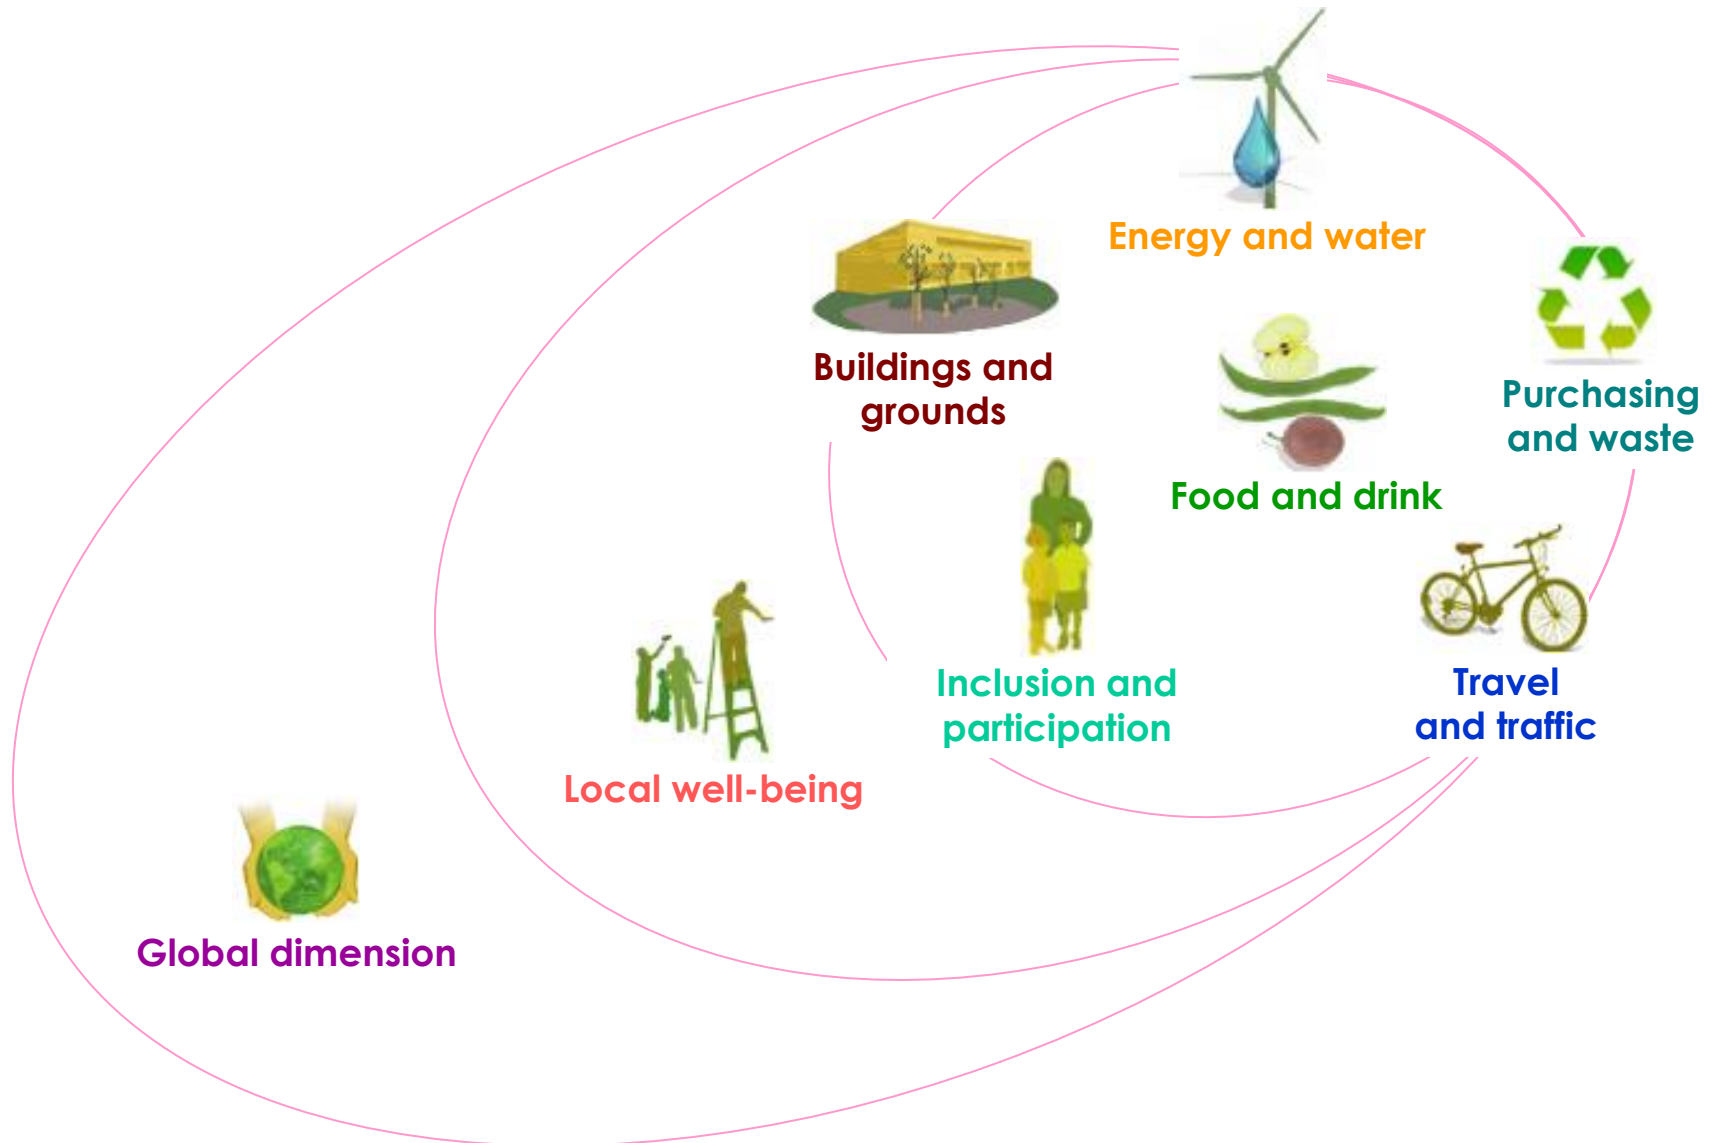 Energy and water
Buildings and
grounds
Purchasing
and waste
Food and drink
Inclusion and
participation
Travel
and traffic
Local well-being
Global dimension